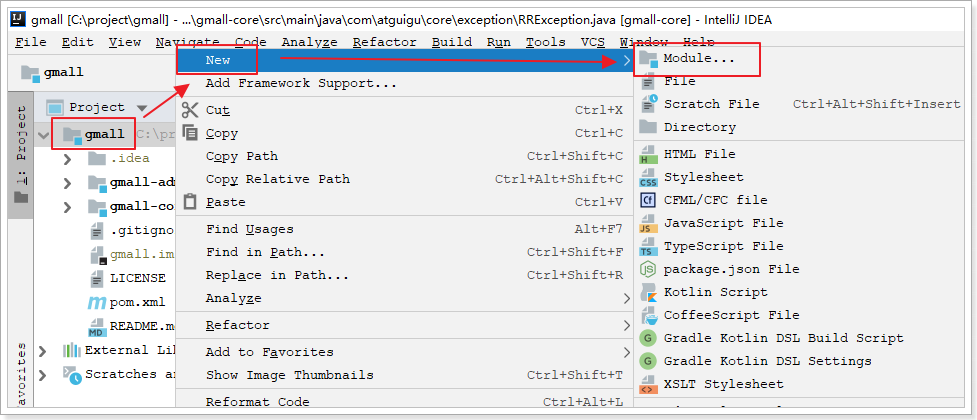 gmall [C:\project\gmall] - ...\gmall-core\src\main\java\com\atguigu\core\exception\RRException.java [gmall-core] - IntelliJ IDEA
File Edit View Navigate Code Analyze Refactor Build Run Tools VCS Window Help
gmall
1: Project
Favorites
Project
gmall C:\pr
.idea
gmall-ad
gmall-co
.gitigno
gmall.im
LICENSE
pom.xml
README.m
External Lib
Scratches an
New
Add Framework Support...
Cut Ctrl+X
Copy Ctrl+C
Copy Path Ctrl+Shift+C
Copy Relative Path Ctrl+Alt+Shift+C
Paste Ctrl+V
Find Usages Alt+F7
Find in Path... Ctrl+Shift+F
Replace in Path... Ctrl+Shift+R
Analyze
Refactor
Add to Favorites
Show Image Thumbnails Ctrl+Shift+T
Reformat Code Ctrl+Alt+L
Module...
File
Scratch File Ctrl+Alt+Shift+Insert
Directory
HTML File
Stylesheet
CFML/CFC file
JavaScript File
TypeScript File
package.json File
Kotlin Script
CoffeeScript File
Gradle Kotlin DSL Build Script
Gradle Kotlin DSL Settings
XSLT Stylesheet